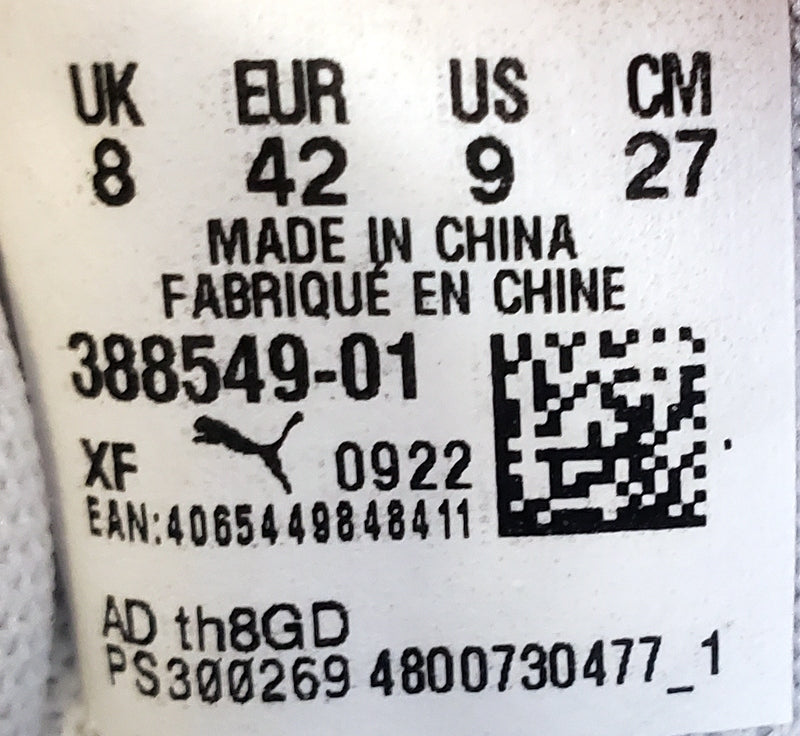 UK EUR US CM
8 42 9 27
MADE IN CHINA
FABRIQUÉ EN CHINE
388549-01
XF 0922
EAN:4065449848411
AD th8GD
PS300269 4800730477_1